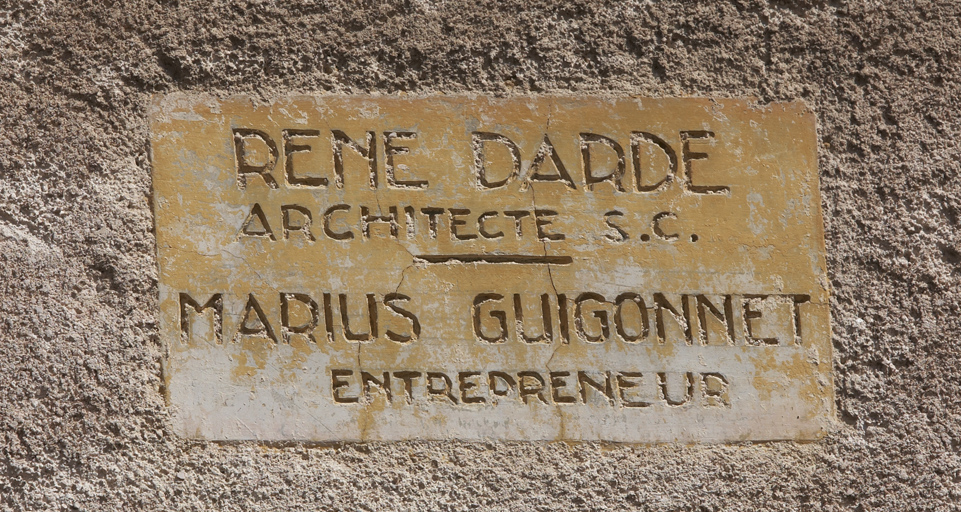 RENE DARDE
ARCHITECTE S.C.
MARIUS GUIGONNET
ENTREPRENEUR